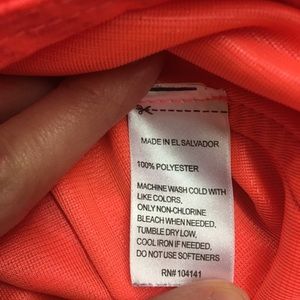 MADE IN EL SALVADOR
100% POLYESTER
MACHINE WASH COLD WITH
LIKE COLORS,
ONLY NON-CHLORINE
BLEACH WHEN NEEDED,
TUMBLE DRY LOW,
COOL IRON IF NEEDED,
DO NOT USE SOFTENERS
RN# 104141